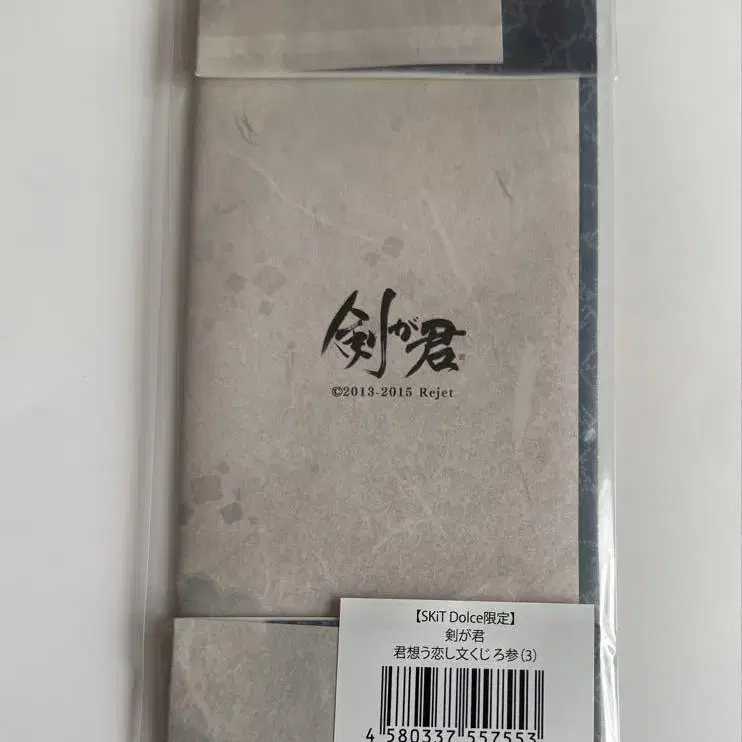 剣が君
©2013-2015 Rejet
【SKiT Dolce限定】
剣が君
君想う恋し文くじ ろ参(3)
4 580337 557553